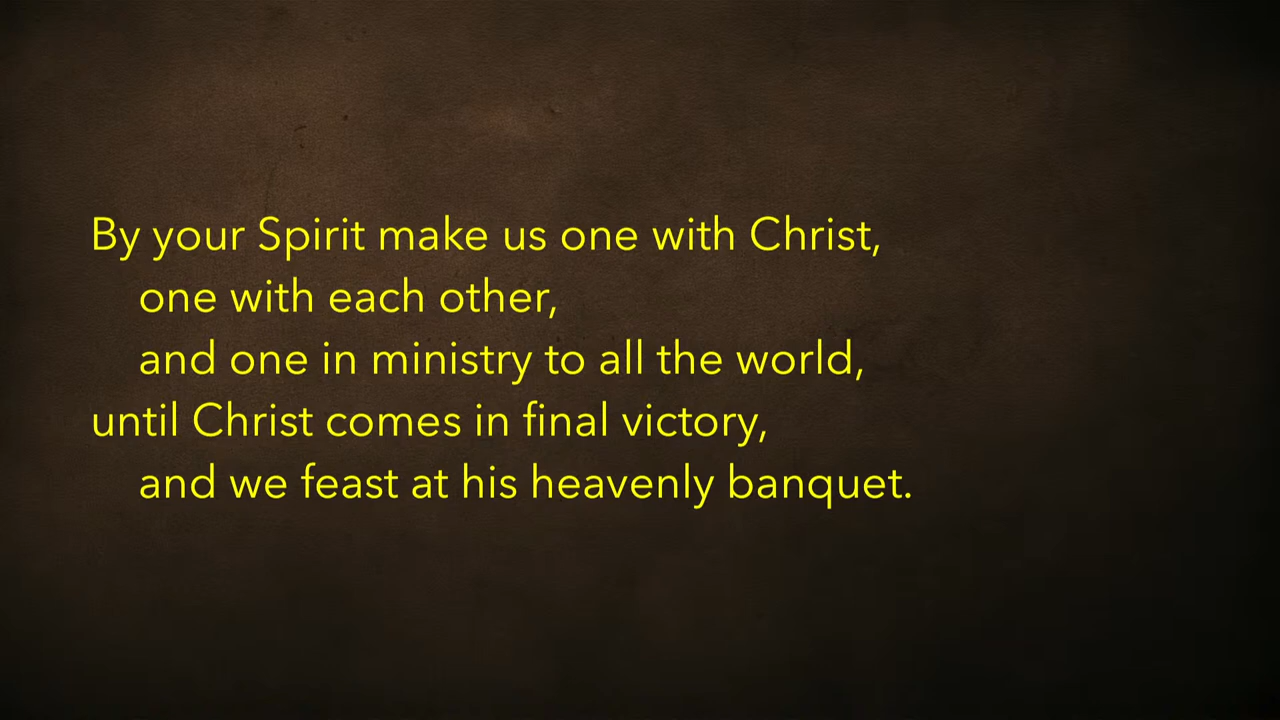 By your Spirit make us one with Christ,
one with each other,
and one in ministry to all the world,
until Christ comes in final victory,
and we feast at his heavenly banquet.